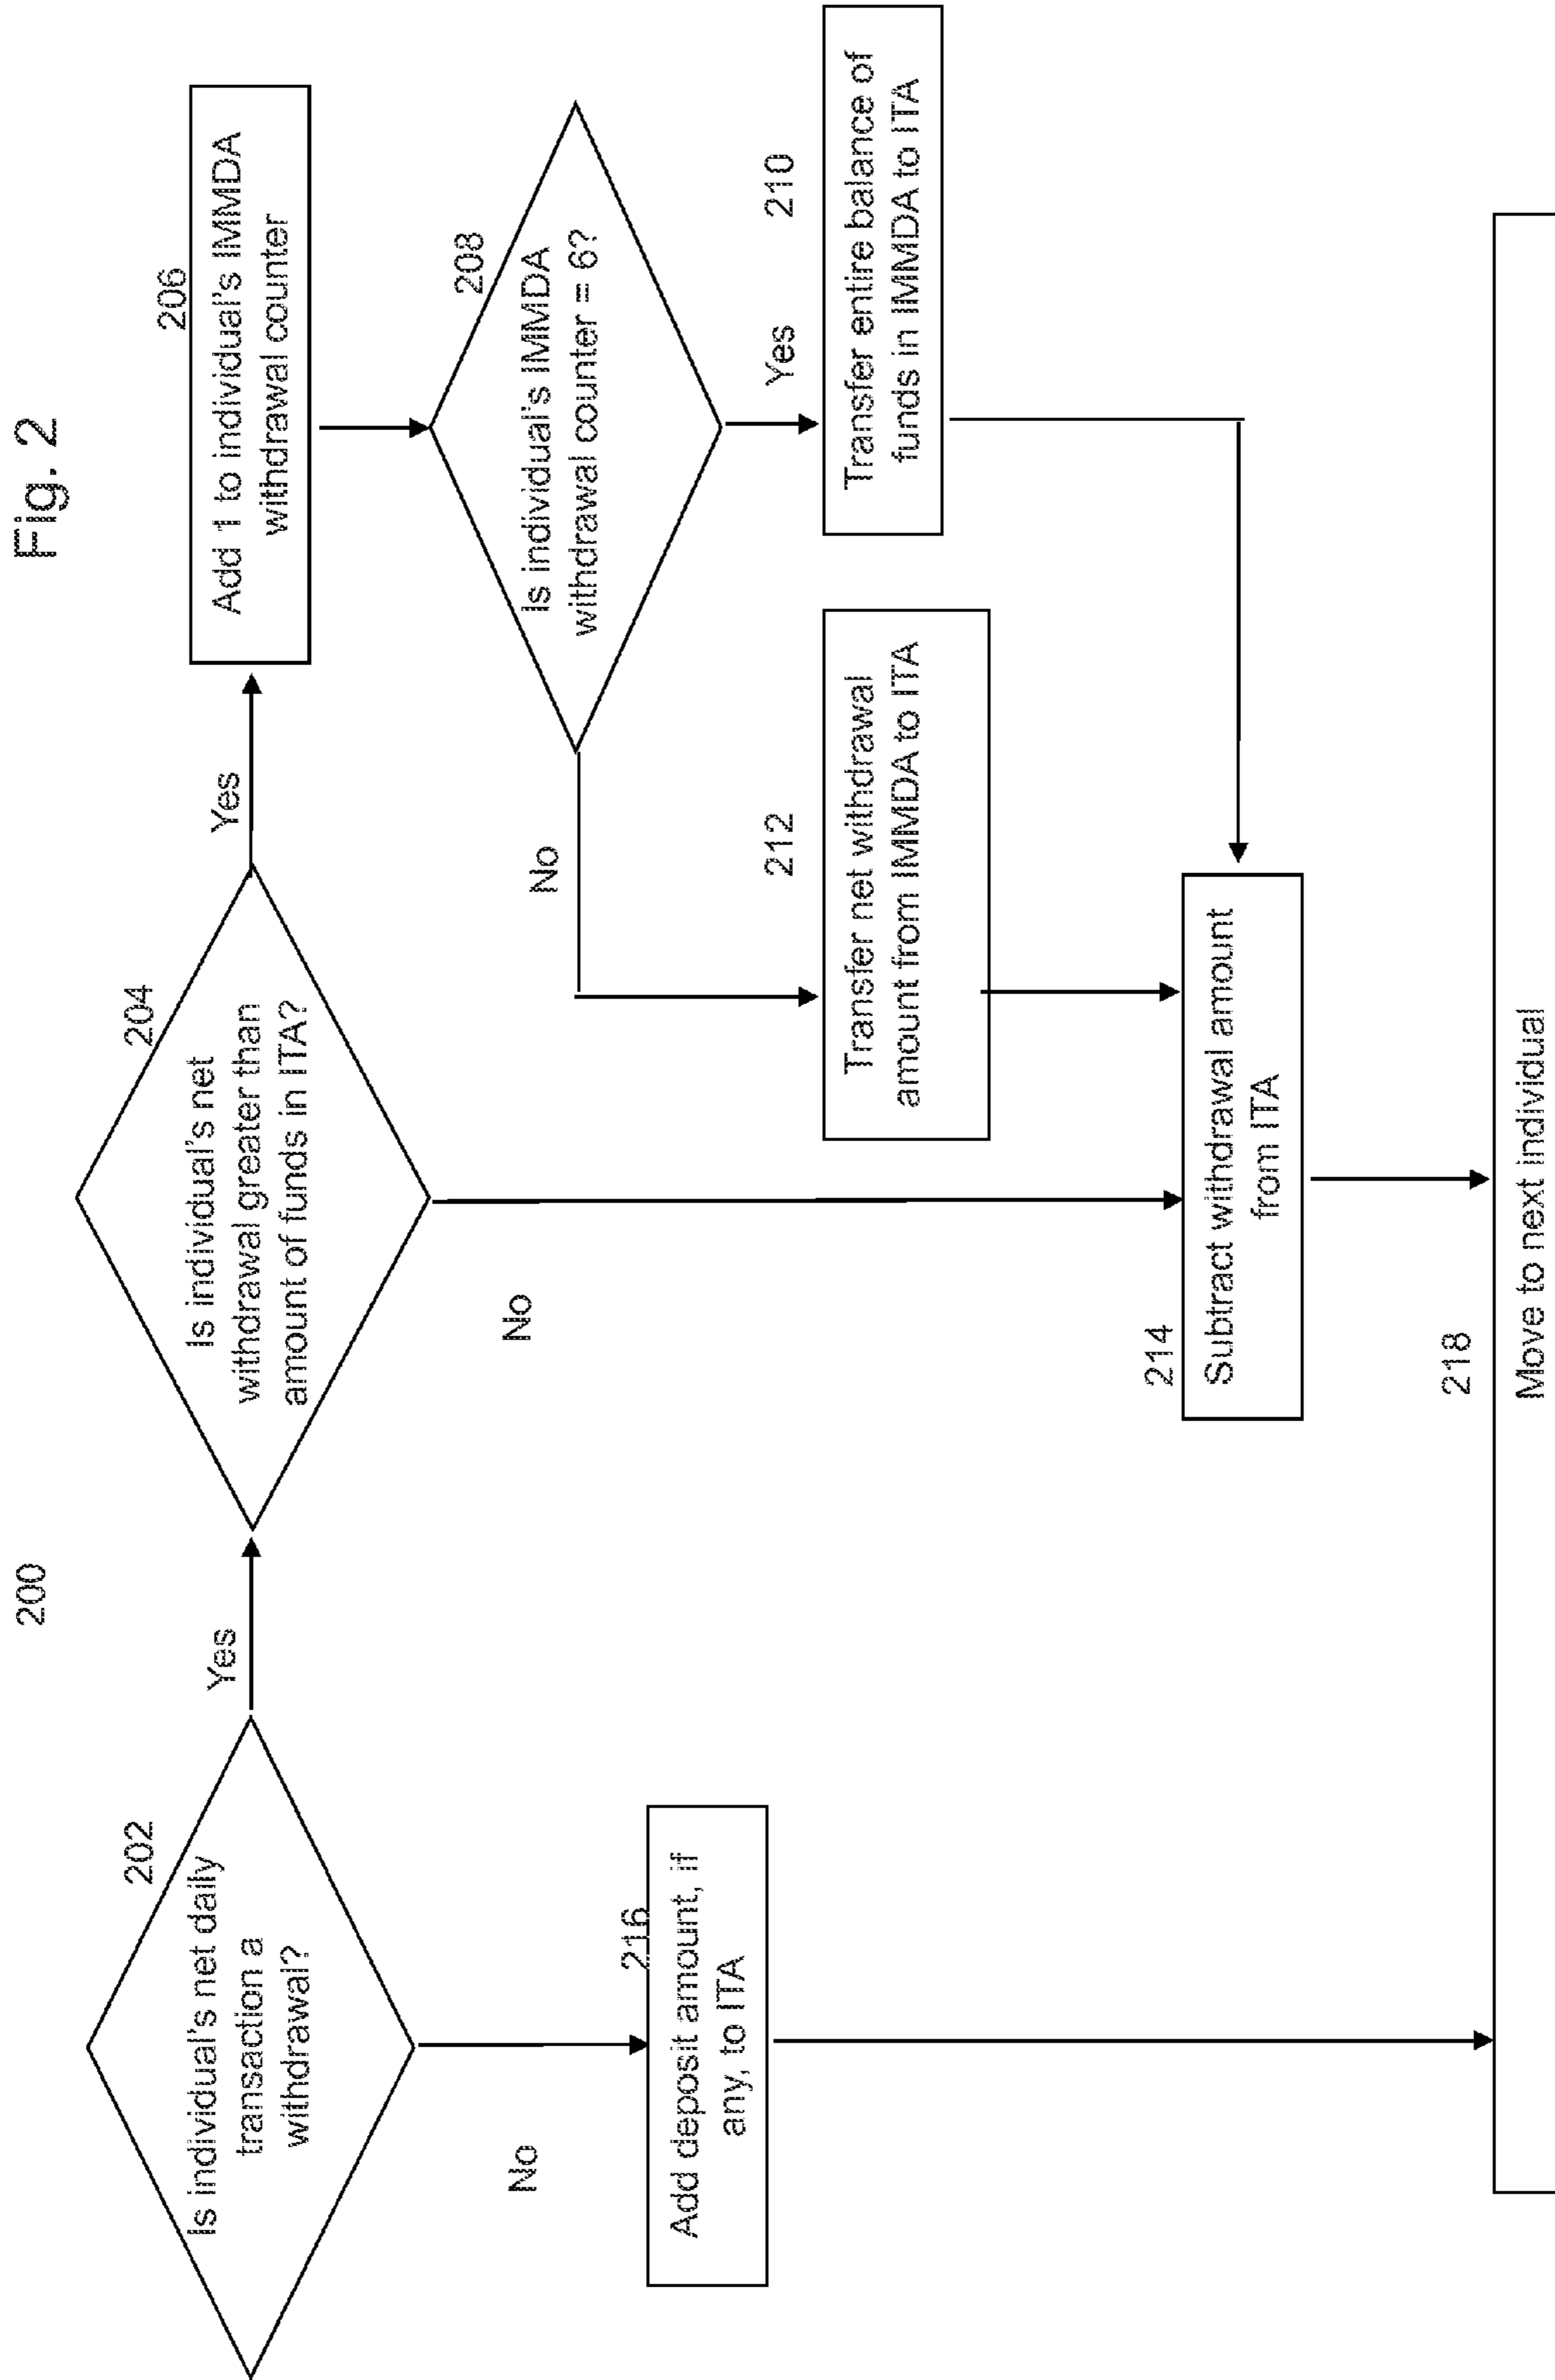 Fig. 2
200
202
Is individual's net daily
transaction a
withdrawal?
Yes
204
Is individual's net
withdrawal greater than
amount of funds in ITA?
Yes
206
Add 1 to individual's IMMDA
withdrawal counter
208
Is individual's IMMDA
withdrawal counter = 6?
No
No
No
Yes
216
Add deposit amount, if
any, to ITA
212
Transfer net withdrawal
amount from IMMDA to ITA
210
Transfer entire balance of
funds in IMMDA to ITA
214
Subtract withdrawal amount
from ITA
218
Move to next individual